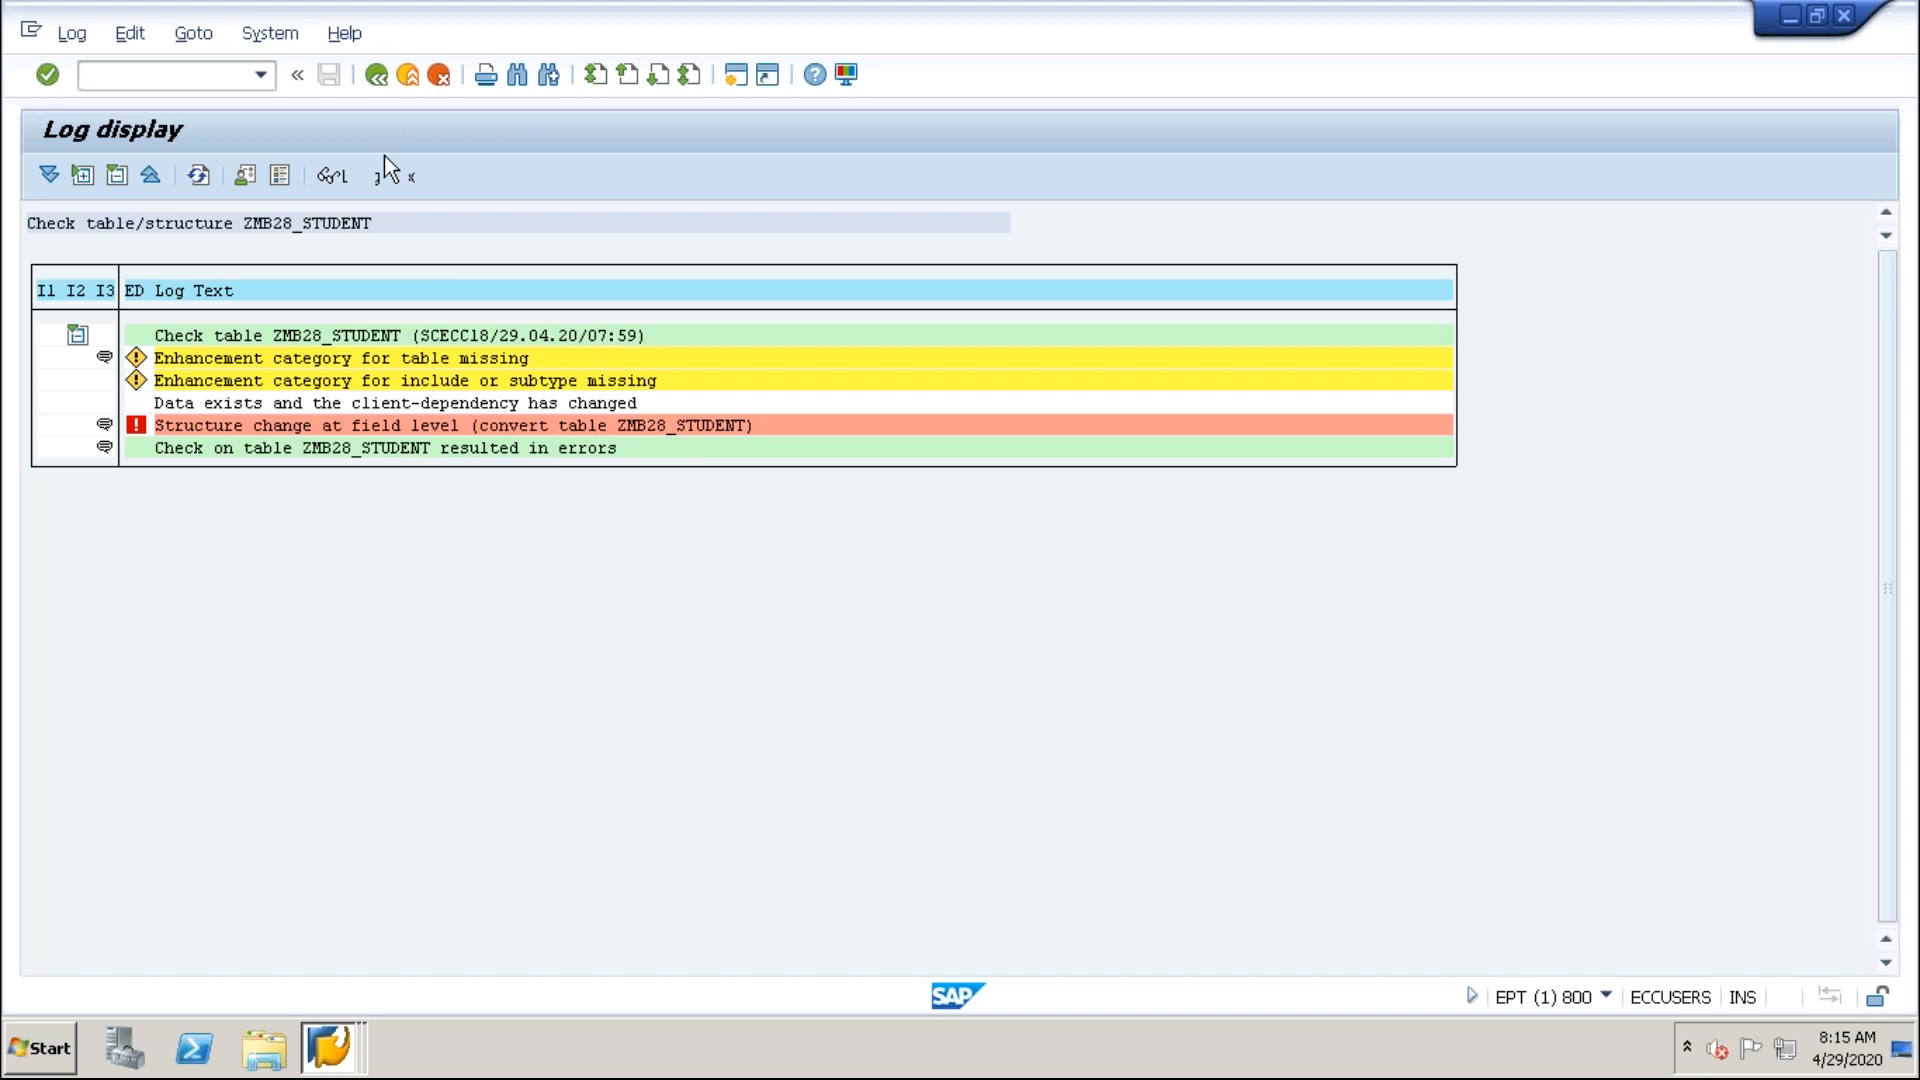 Log Edit Goto System Help
Log display
Check table/structure ZMB28_STUDENT
I1 I2 I3 ED Log Text
Check table ZMB28_STUDENT (SCECC18/29.04.20/07:59)
Enhancement category for table missing
Enhancement category for include or subtype missing
Data exists and the client-dependency has changed
Structure change at field level (convert table ZMB28_STUDENT)
Check on table ZMB28_STUDENT resulted in errors
SAP
EPT (1) 800 ECCUSERS INS
Start
8:15 AM
4/29/2020